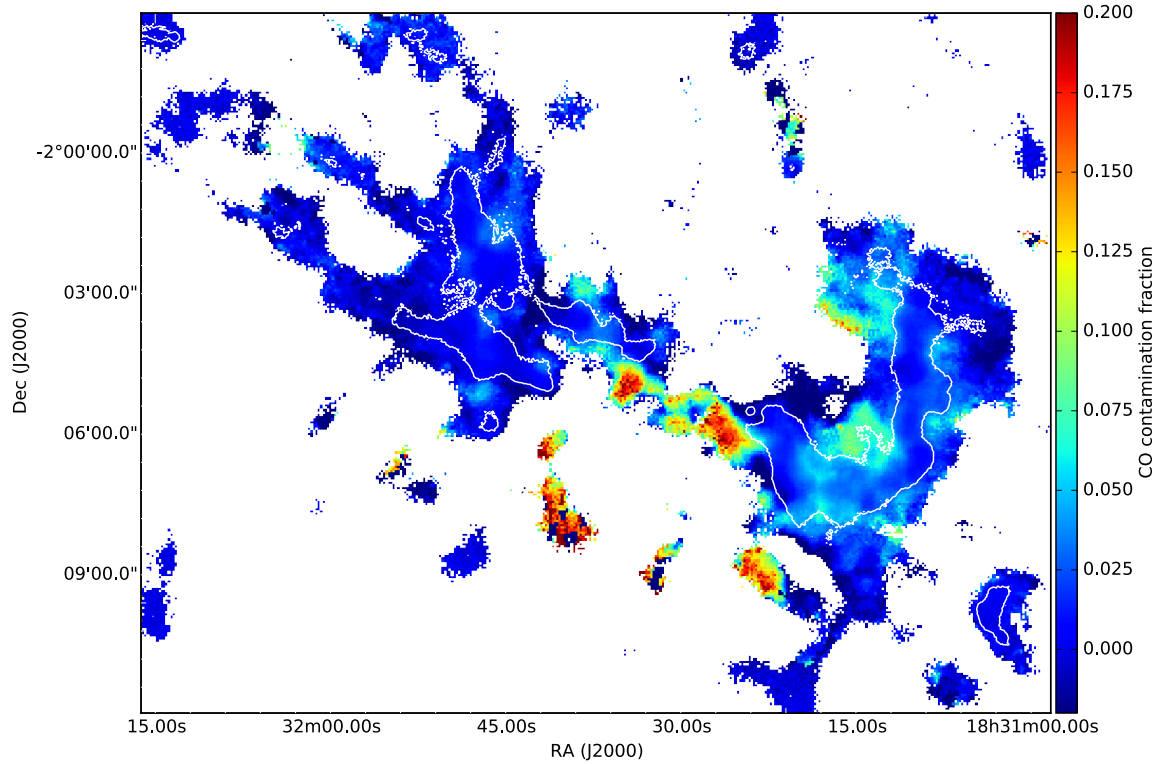 0.200
0.175
0.150
0.125
0.100
0.075
0.050
0.025
0.000
CO contamination fraction
-2°00'00.0"
03'00.0"
06'00.0"
09'00.0"
Dec (J2000)
15.00s
32m00.00s
45.00s
30.00s
15.00s
18h31m00.00s
RA (J2000)